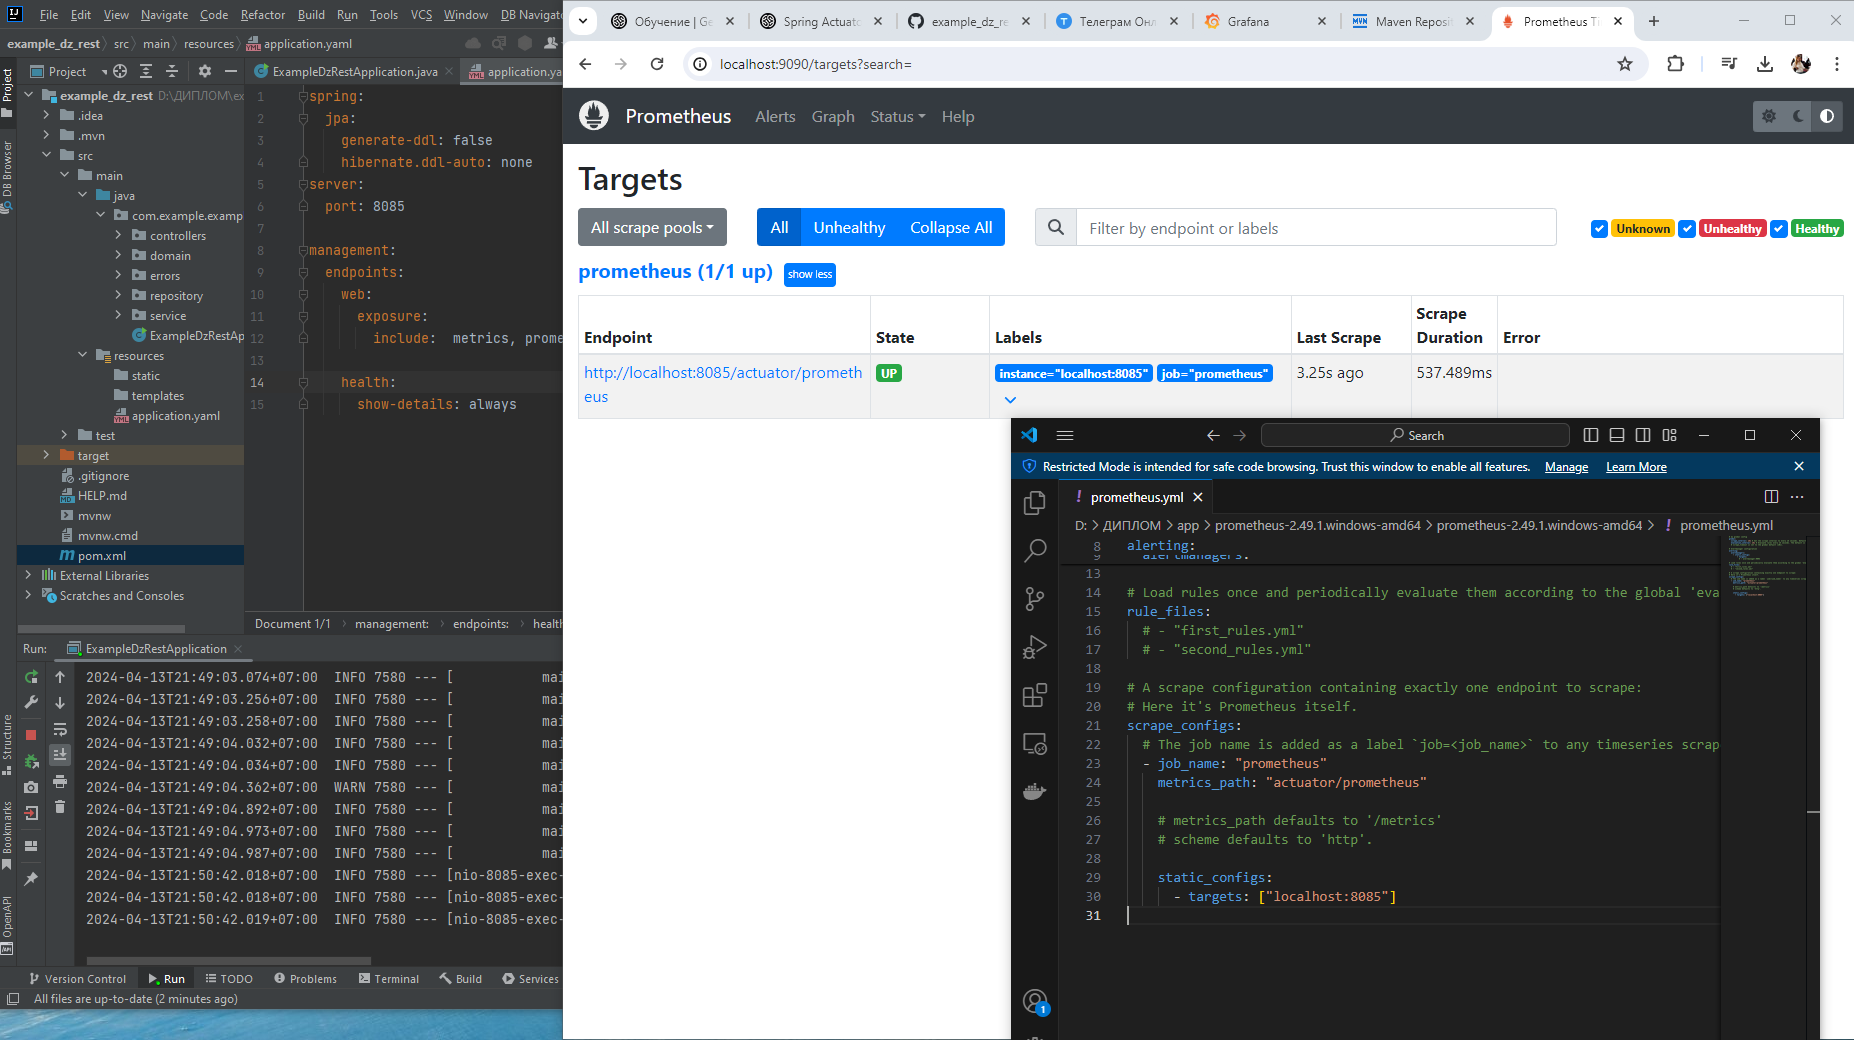 File Edit View Navigate Code Refactor Build Run Tools VCS Window DB Navigato
example_dz_rest src main resources application.yaml
Project
ExampleDzRestApplication.java
application.ya
example_dz_rest D:\ДИПЛОМ\ex
.idea
.mvn
src
main
java
com.example.examp
controllers
domain
errors
repository
service
ExampleDzRestAp
resources
static
templates
application.yaml
test
target
.gitignore
HELP.md
mvnw
mvnw.cmd
pom.xml
External Libraries
Scratches and Consoles
Project
DB Browser
Structure
Bookmarks
OpenAPI
1 spring:
2 jpa:
3 generate-ddl: false
4 hibernate.ddl-auto: none
5 server:
6 port: 8085
7
8 management:
9 endpoints:
10 web:
11 exposure:
12 include: metrics, prome
13
14 health:
15 show-details: always
Document 1/1 management: endpoints: health
Run: ExampleDzRestApplication
2024-04-13T21:49:03.074+07:00 INFO 7580 --- [ mai
2024-04-13T21:49:03.256+07:00 INFO 7580 --- [ mai
2024-04-13T21:49:03.258+07:00 INFO 7580 --- [ mai
2024-04-13T21:49:04.032+07:00 INFO 7580 --- [ mai
2024-04-13T21:49:04.034+07:00 INFO 7580 --- [ mai
2024-04-13T21:49:04.362+07:00 WARN 7580 --- [ mai
2024-04-13T21:49:04.892+07:00 INFO 7580 --- [ mai
2024-04-13T21:49:04.973+07:00 INFO 7580 --- [ mai
2024-04-13T21:49:04.987+07:00 INFO 7580 --- [ mai
2024-04-13T21:50:42.018+07:00 INFO 7580 --- [nio-8085-exec-
2024-04-13T21:50:42.018+07:00 INFO 7580 --- [nio-8085-exec-
2024-04-13T21:50:42.019+07:00 INFO 7580 --- [nio-8085-exec-
Version Control Run TODO Problems Terminal Build Services
All files are up-to-date (2 minutes ago)
Обучение | Ge
Spring Actuato
example_dz_re
Телеграм Онл
Grafana
Maven Reposit
Prometheus Ti
localhost:9090/targets?search=
Prometheus Alerts Graph Status Help
Targets
All scrape pools
All Unhealthy Collapse All
Filter by endpoint or labels
Unknown Unhealthy Healthy
prometheus (1/1 up) show less
Endpoint State Labels Last Scrape Scrape Duration Error
http://localhost:8085/actuator/prometheus UP instance="localhost:8085" job="prometheus" 3.25s ago 537.489ms
Search
Restricted Mode is intended for safe code browsing. Trust this window to enable all features. Manage Learn More
prometheus.yml
D: > ДИПЛОМ > app > prometheus-2.49.1.windows-amd64 > prometheus-2.49.1.windows-amd64 > ! prometheus.yml
8 alerting:
9 alertmanagers:
13
14 # Load rules once and periodically evaluate them according to the global 'eva
15 rule_files:
16 # - "first_rules.yml"
17 # - "second_rules.yml"
18
19 # A scrape configuration containing exactly one endpoint to scrape:
20 # Here it's Prometheus itself.
21 scrape_configs:
22 # The job name is added as a label `job=<job_name>` to any timeseries scrap
23 - job_name: "prometheus"
24 metrics_path: "actuator/prometheus"
25
26 # metrics_path defaults to '/metrics'
27 # scheme defaults to 'http'.
28
29 static_configs:
30 - targets: ["localhost:8085"]
31
1